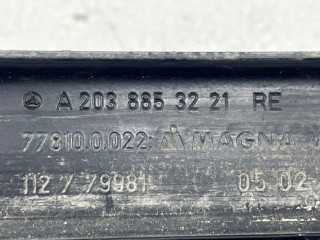 A 203 885 32 21 RE
77810.0.022 MAGNA
112 / 79981 05 02